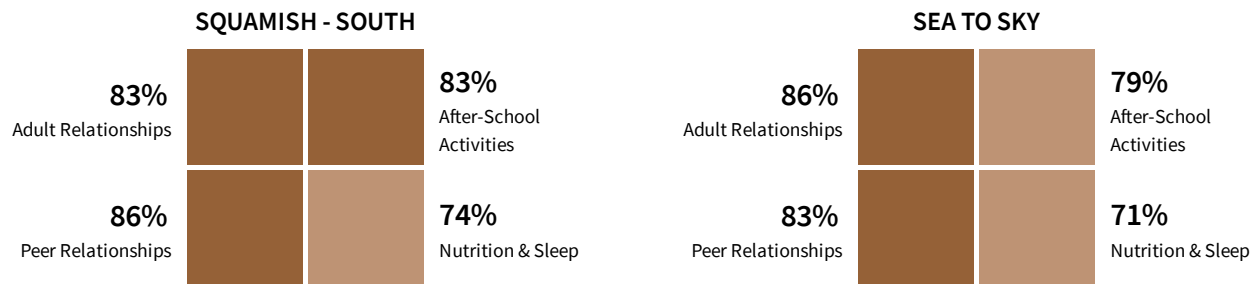 SQUAMISH - SOUTH
83%
Adult Relationships
83%
After-School
Activities
86%
Peer Relationships
74%
Nutrition & Sleep
SEA TO SKY
86%
Adult Relationships
79%
After-School
Activities
83%
Peer Relationships
71%
Nutrition & Sleep